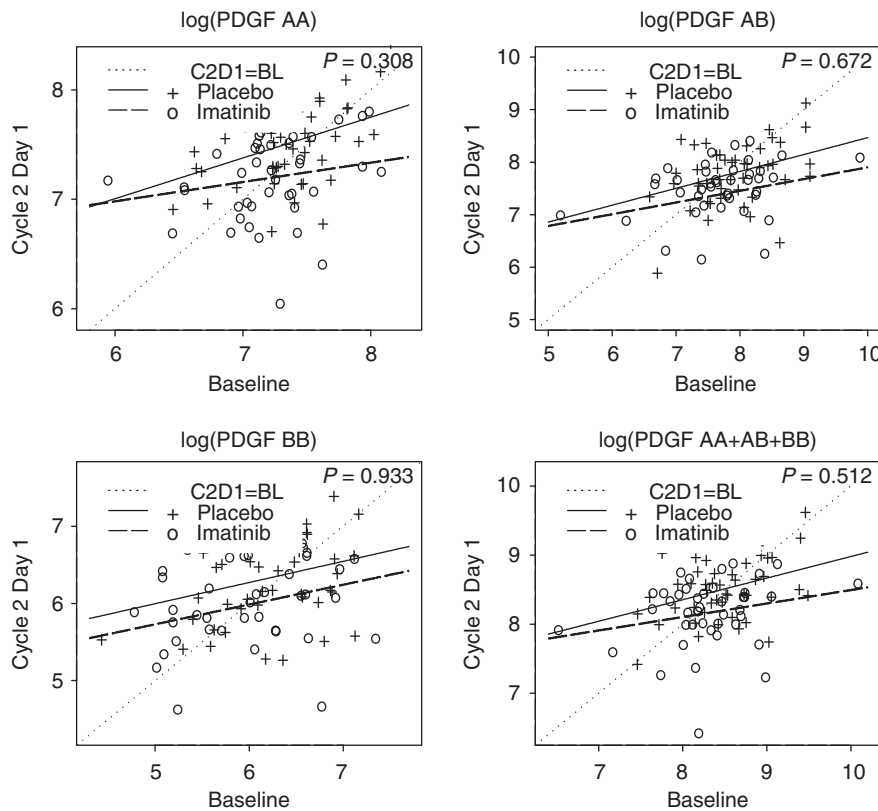 log(PDGF AA)
P = 0.308
C2D1=BL
+ Placebo
o Imatinib
8
7
6
Cycle 2 Day 1
6 7 8
Baseline
log(PDGF AB)
P = 0.672
C2D1=BL
+ Placebo
o Imatinib
10
9
8
7
6
5
Cycle 2 Day 1
5 6 7 8 9 10
Baseline
log(PDGF BB)
P = 0.933
C2D1=BL
+ Placebo
o Imatinib
7
6
5
Cycle 2 Day 1
5 6 7
Baseline
log(PDGF AA+AB+BB)
P = 0.512
C2D1=BL
+ Placebo
o Imatinib
10
9
8
7
Cycle 2 Day 1
7 8 9 10
Baseline